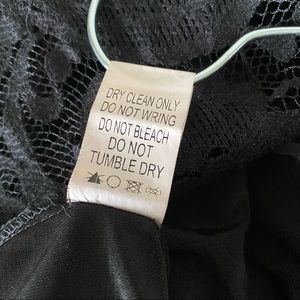 DRY CLEAN ONLY
DO NOT WRING
DO NOT BLEACH
DO NOT
TUMBLE DRY